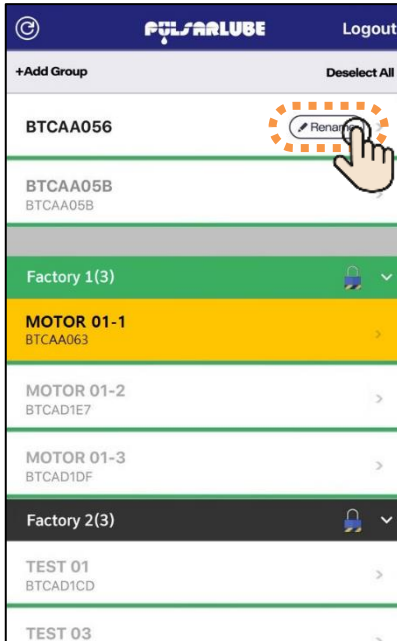 PULSARLUBE Logout
+Add Group Deselect All
BTCAA056
BTCAA05B
BTCAA05B
Factory 1(3)
MOTOR 01-1
BTCAA063
MOTOR 01-2
BTCAD1E7
MOTOR 01-3
BTCAD1DF
Factory 2(3)
TEST 01
BTCAD1CD
TEST 03